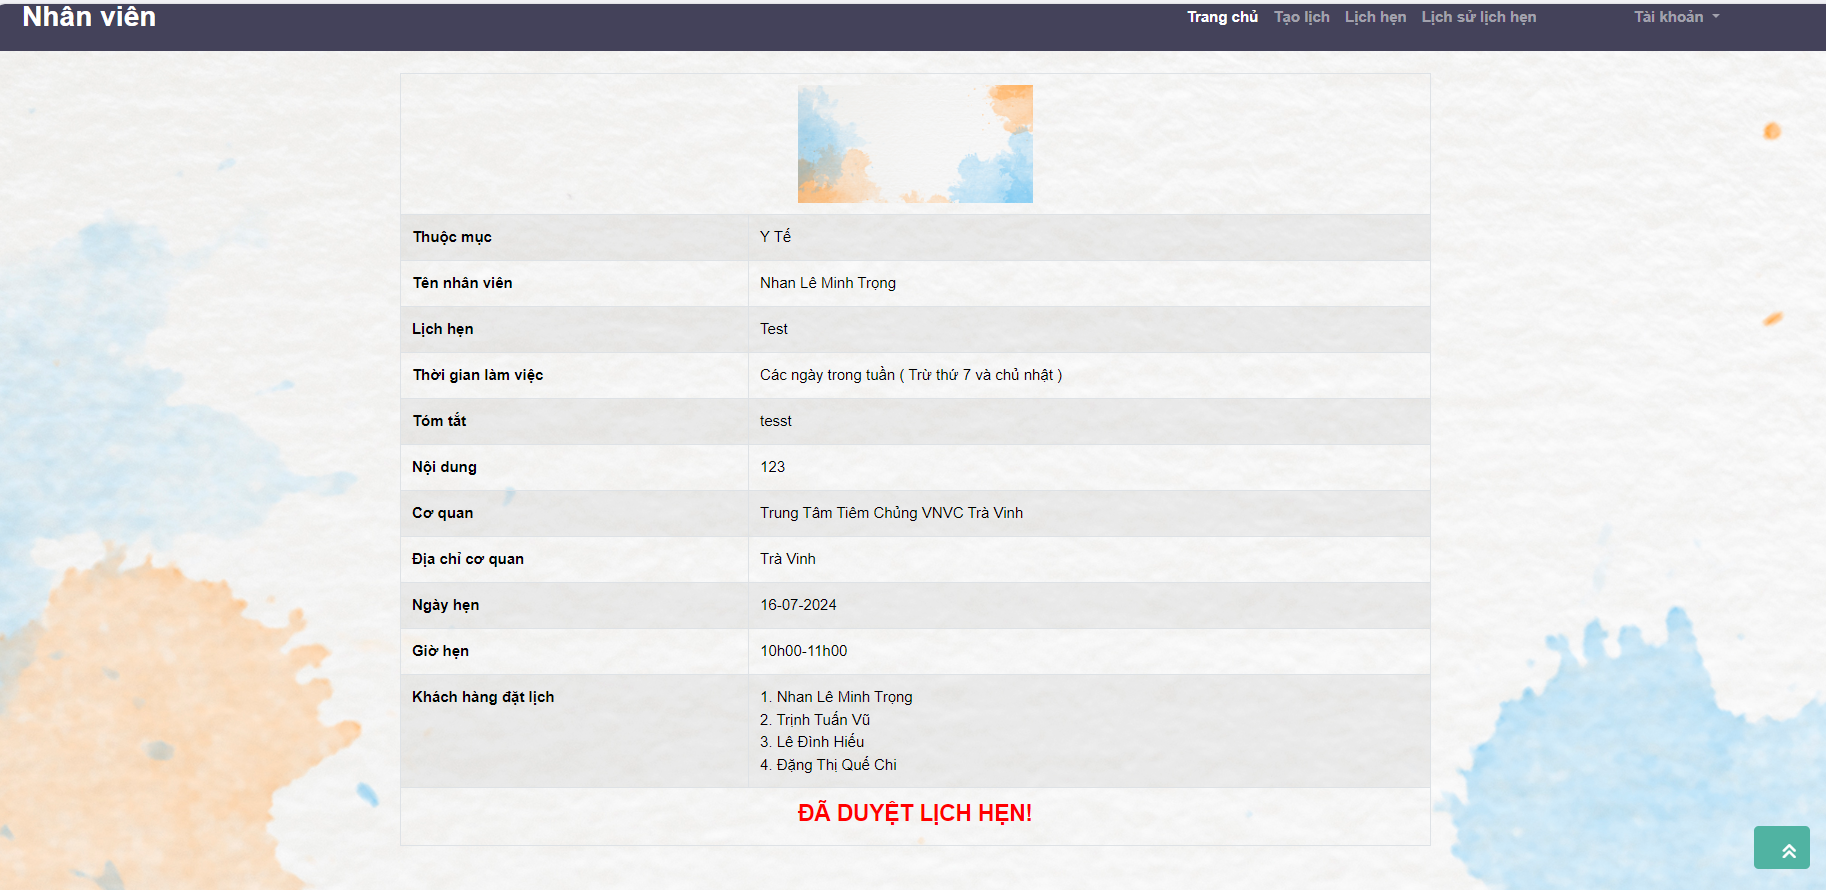 Nhân viên
Trang chủ Tạo lịch Lịch hẹn Lịch sử lịch hẹn Tài khoản
Thuộc mục Y Tế
Tên nhân viên Nhan Lê Minh Trọng
Lịch hẹn Test
Thời gian làm việc Các ngày trong tuần ( Trừ thứ 7 và chủ nhật )
Tóm tắt tesst
Nội dung 123
Cơ quan Trung Tâm Tiêm Chủng VNVC Trà Vinh
Địa chỉ cơ quan Trà Vinh
Ngày hẹn 16-07-2024
Giờ hẹn 10h00-11h00
Khách hàng đặt lịch 1. Nhan Lê Minh Trọng
2. Trịnh Tuấn Vũ
3. Lê Đình Hiếu
4. Đặng Thị Quế Chi
ĐÃ DUYỆT LỊCH HẸN!